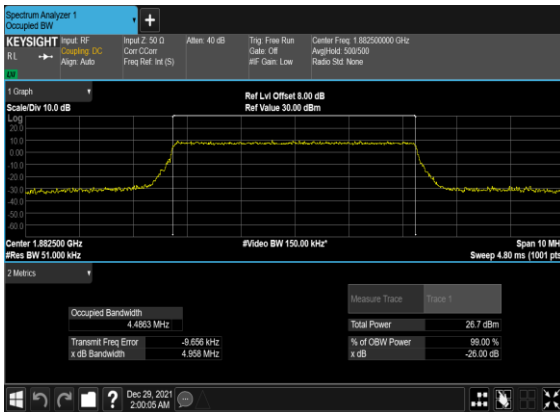 Spectrum Analyzer 1
Occupied BW
KEYSIGHT
RL
Input: RF
Coupling: DC
Align: Auto
Input Z: 50 Ω
Corr CCorr
Freq Ref: Int (S)
Atten: 40 dB
Trig: Free Run
Gate: Off
#IF Gain: Low
Center Freq: 1.882500000 GHz
Avg|Hold: 500/500
Radio Std: None
1 Graph
Scale/Div 10.0 dB
Ref Lvl Offset 8.00 dB
Ref Value 30.00 dBm
Log
20.0
10.0
0.00
-10.0
-20.0
-30.0
-40.0
-50.0
-60.0
Center 1.882500 GHz
#Res BW 51.000 kHz
#Video BW 150.00 kHz*
Span 10 MH
Sweep 4.80 ms (1001 pts
2 Metrics
Measure Trace
Trace 1
Occupied Bandwidth
4.4863 MHz
Total Power
26.7 dBm
Transmit Freq Error
-9.656 kHz
% of OBW Power
99.00 %
x dB Bandwidth
4.958 MHz
x dB
-26.00 dB
?
Dec 29, 2021
2:00:05 AM